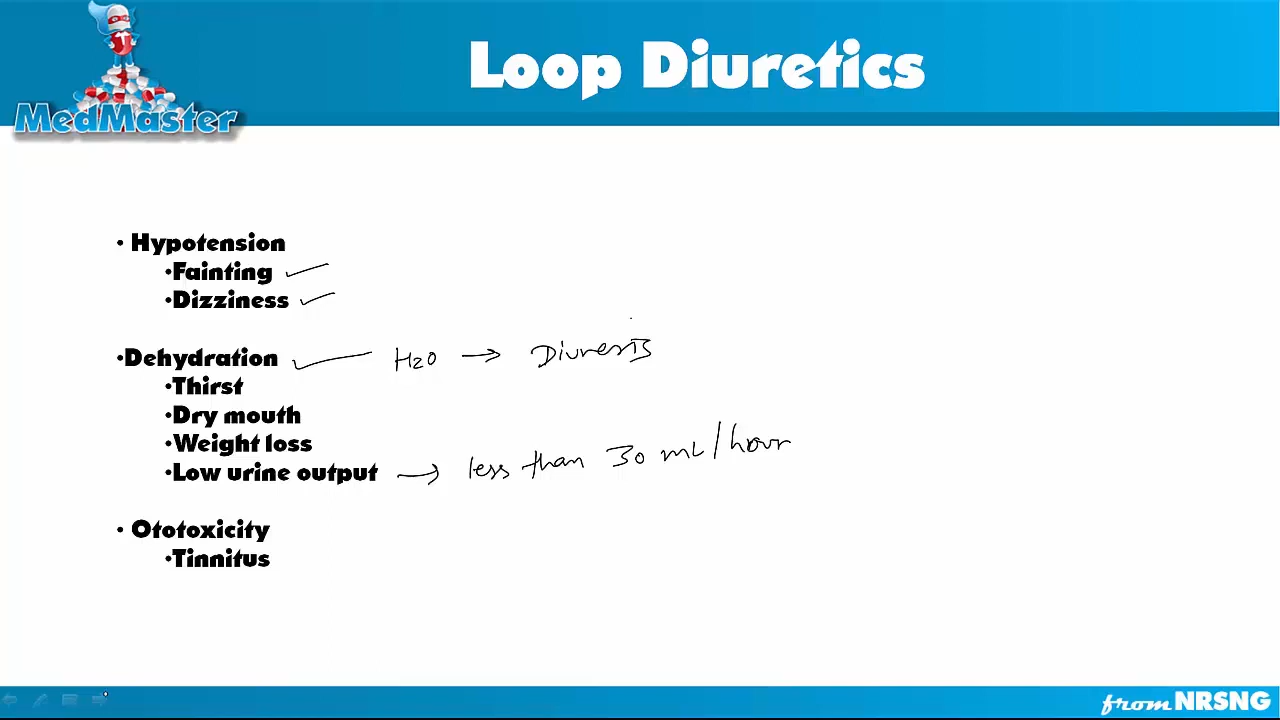 Loop Diuretics
MedMaster
• Hypotension
•Fainting
•Dizziness
•Dehydration H2O → Diuresis
•Thirst
•Dry mouth
•Weight loss
•Low urine output → less than 30 mL/hour
• Ototoxicity
•Tinnitus
from NRSNG